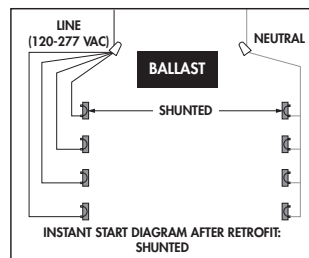 LINE
(120-277 VAC)
NEUTRAL
BALLAST
SHUNTED
INSTANT START DIAGRAM AFTER RETROFIT:
SHUNTED